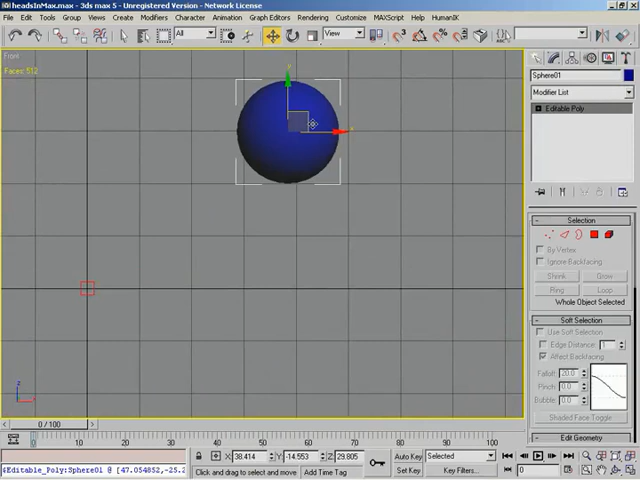 headsInMax.max - 3ds max 5 - Unregistered Version - Network License
File Edit Tools Group Views Create Modifiers Character Animation Graph Editors Rendering Customize MAXScript Help HumanIK
All View
Front
Faces: 512
y
x
z
Sphere01
Modifier List
Editable Poly
Selection
By Vertex
Ignore Backfacing
Shrink Grow
Ring Loop
Whole Object Selected
Soft Selection
Use Soft Selection
Edge Distance: 1
Affect Backfacing
Falloff: 20.0
Pinch: 0.0
Bubble: 0.0
Shaded Face Toggle
Edit Geometry
0 / 100
0 10 20 30 40 50 60 70 80 90 100
X: 38.414 Y: -14.553 Z: 29.805
Auto Key Selected
Editable_Poly:Sphere01 @ [47.054852,-25.2
Click and drag to select and move Add Time Tag
Set Key Key Filters... 0